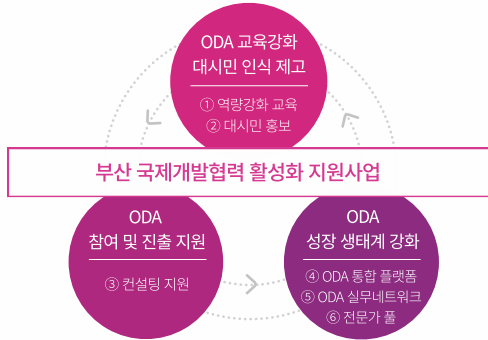 ODA 교육강화
대시민 인식 제고
① 역량강화 교육
② 대시민 홍보
부산 국제개발협력 활성화 지원사업
ODA
참여 및 진출 지원
③ 컨설팅 지원
ODA
성장 생태계 강화
④ ODA 통합 플랫폼
⑤ ODA 실무네트워크
⑥ 전문가 풀